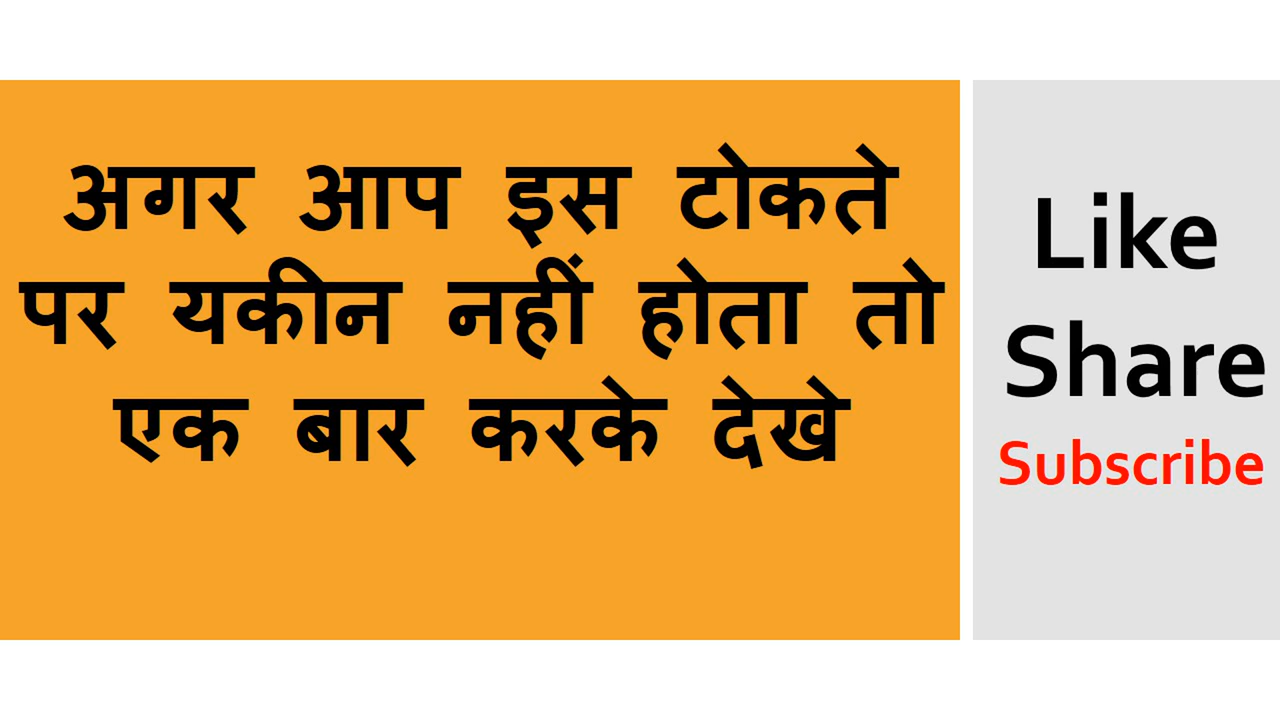 अगर आप इस टोकते
पर यकीन नहीं होता तो
एक बार करके देखे
Like
Share
Subscribe